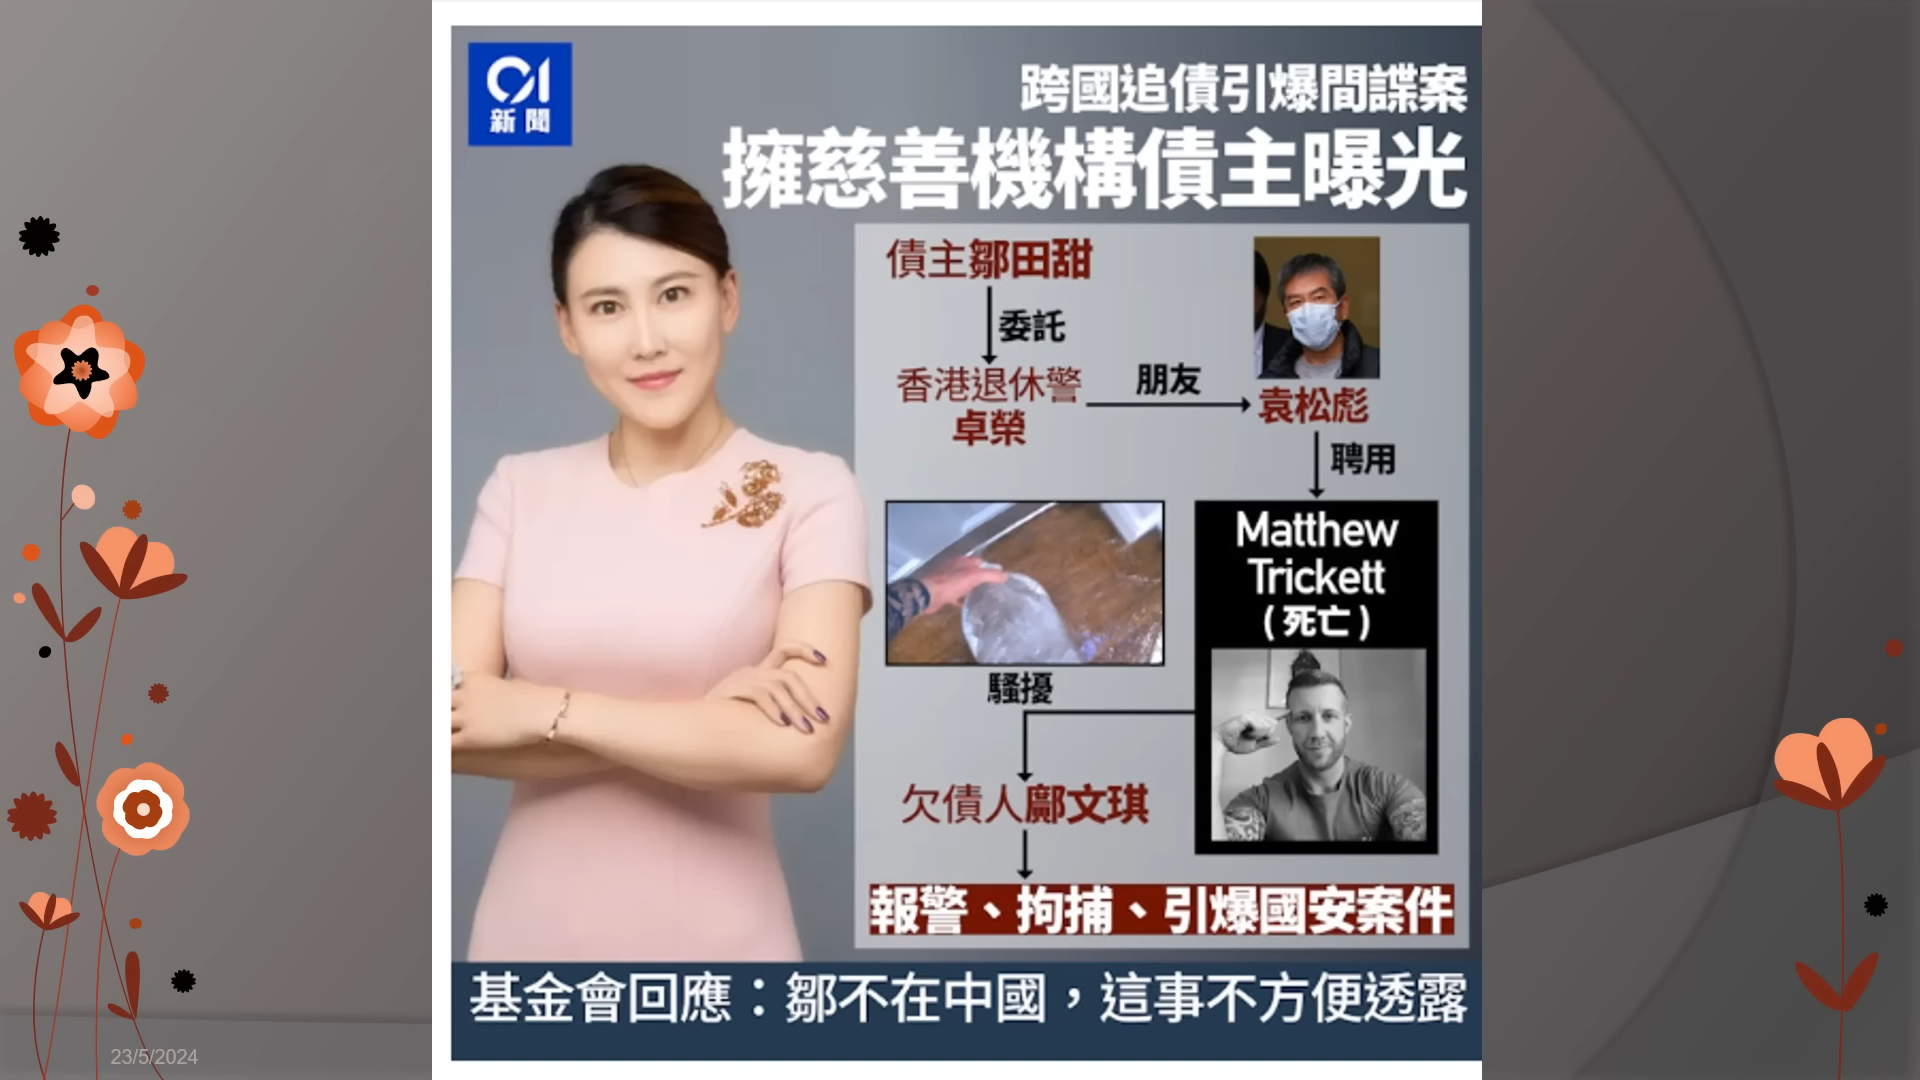 01
新聞
跨國追債引爆間諜案
擁慈善機構債主曝光
債主鄒田甜
委託
香港退休警
卓榮
朋友
袁松彪
聘用
Matthew
Trickett
（死亡）
騷擾
欠債人鄺文琪
報警、拘捕、引爆國安案件
基金會回應：鄒不在中國，這事不方便透露
23/5/2024